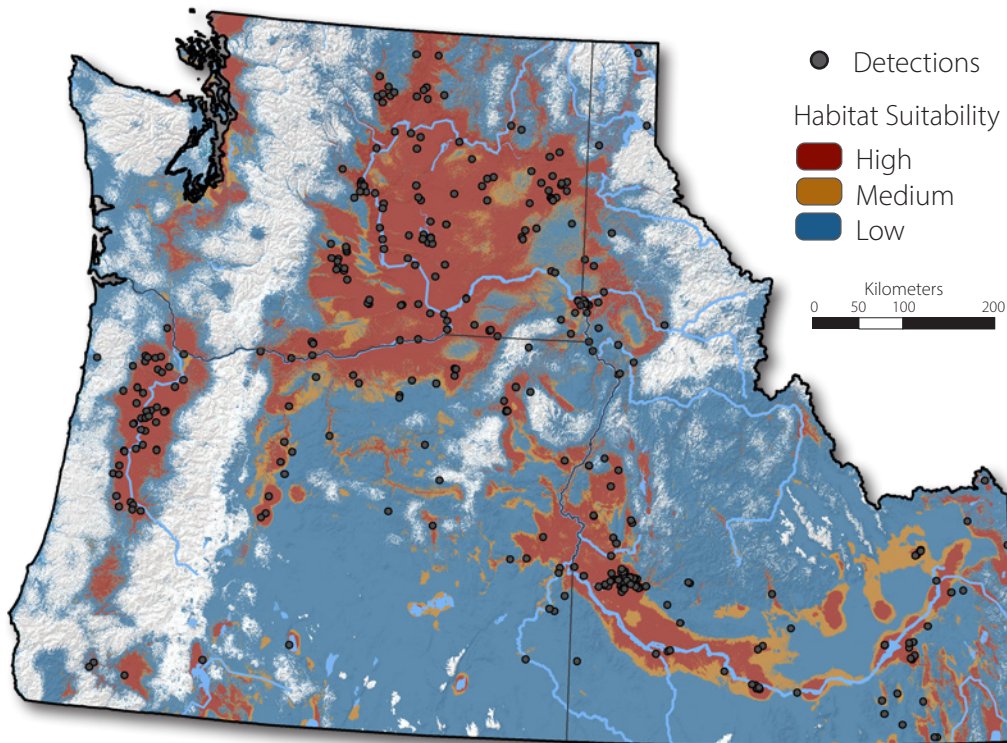 Detections
Habitat Suitability
High
Medium
Low
Kilometers
0 50 100 200